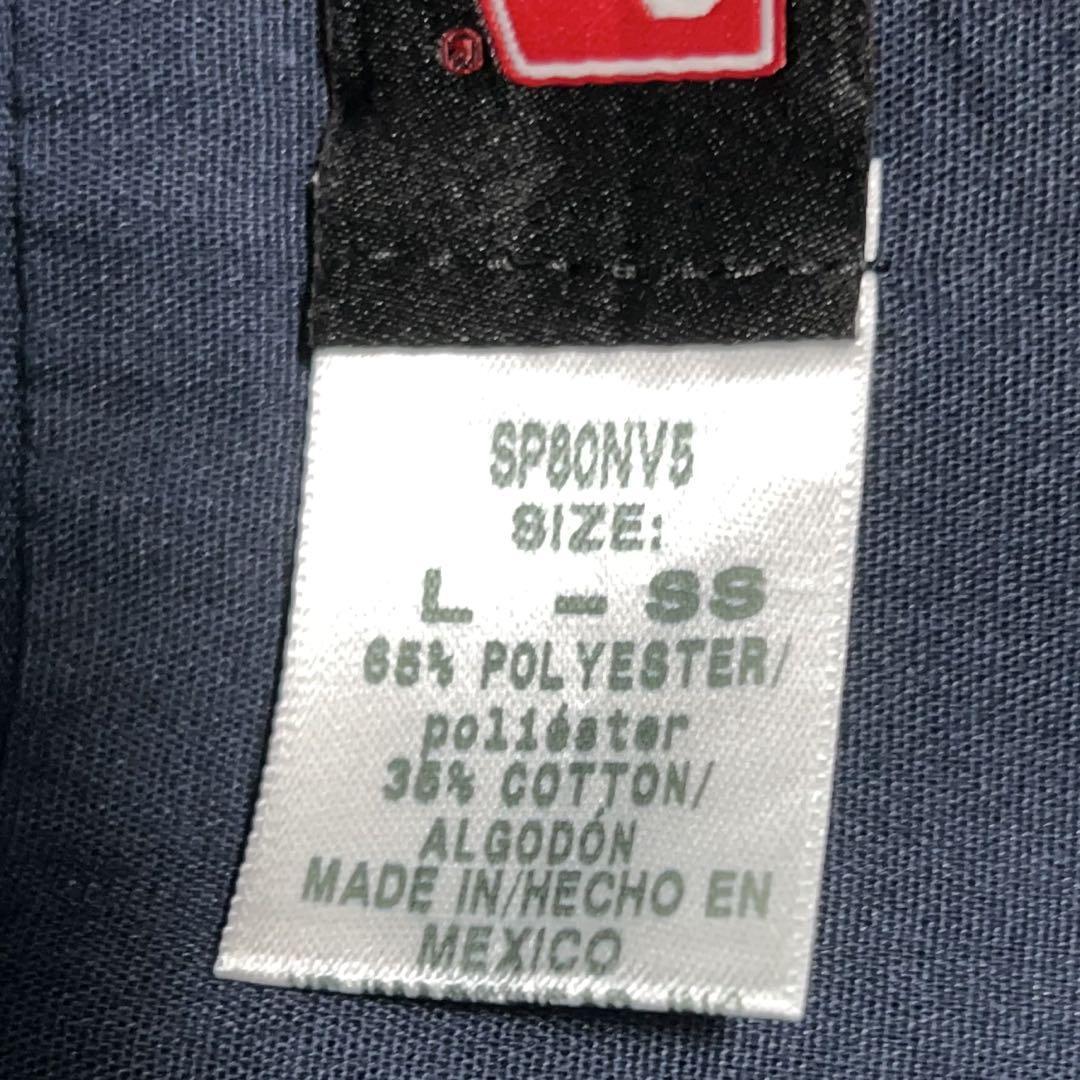 SP80NV5
SIZE:
L - SS
65% POLYESTER/
poliéster
35% COTTON/
ALGODÓN
MADE IN/HECHO EN
MEXICO